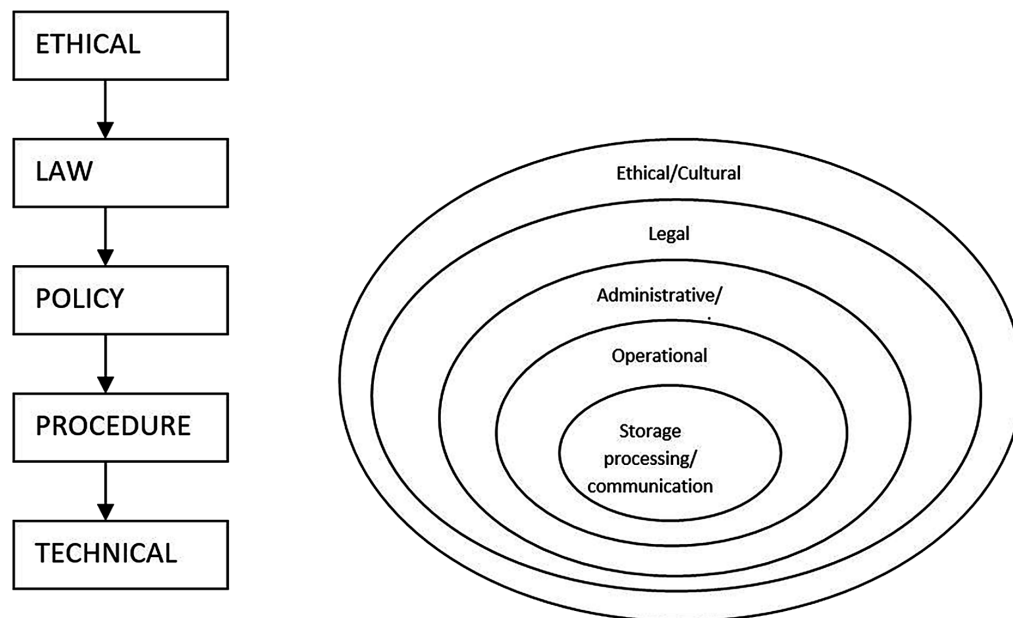 ETHICAL
LAW
POLICY
PROCEDURE
TECHNICAL
Ethical/Cultural
Legal
Administrative/
Operational
Storage
processing/
communication